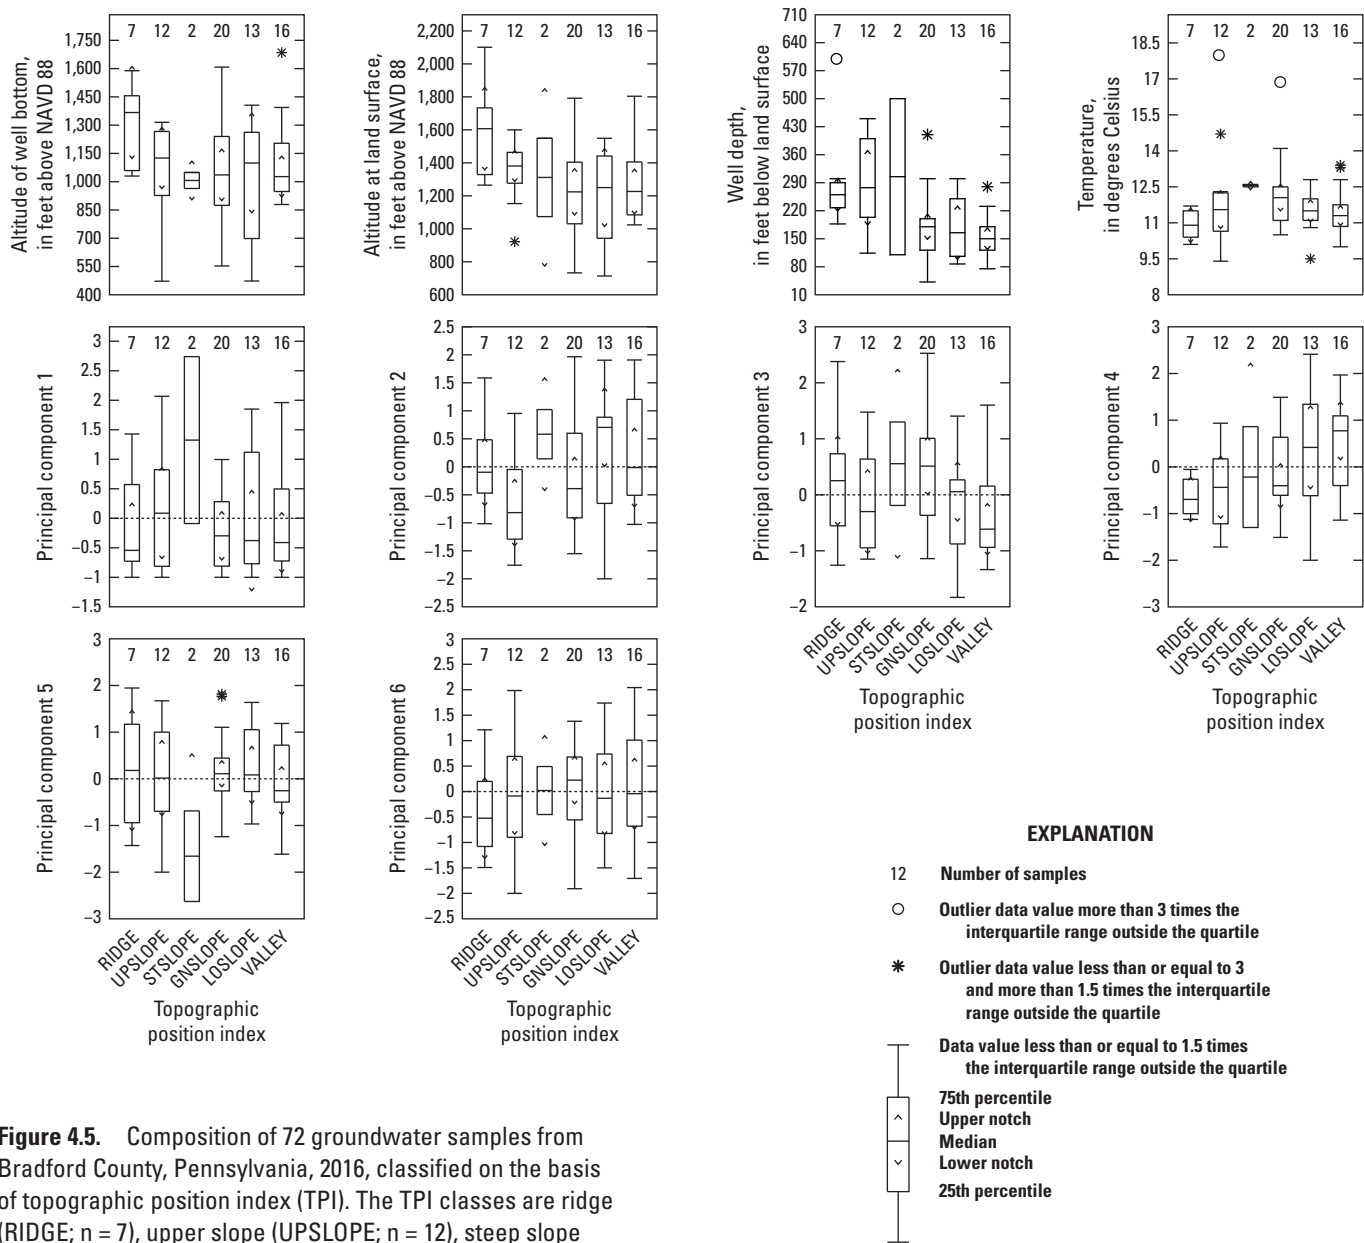 Altitude of well bottom,
in feet above NAVD 88
1,750
1,600
1,450
1,300
1,150
1,000
850
700
550
400
7 12 2 20 13 16
Altitude at land surface,
in feet above NAVD 88
2,200
2,000
1,800
1,600
1,400
1,200
1,000
800
600
7 12 2 20 13 16
Well depth,
in feet below land surface
710
640
570
500
430
360
290
220
150
80
10
7 12 2 20 13 16
Temperature,
in degrees Celsius
18.5
17
15.5
14
12.5
11
9.5
8
7 12 2 20 13 16
Principal component 1
3
2.5
2
1.5
1
0.5
0
–0.5
–1
–1.5
7 12 2 20 13 16
Principal component 2
2.5
2
1.5
1
0.5
0
–0.5
–1
–1.5
–2
–2.5
7 12 2 20 13 16
Principal component 3
3
2
1
0
–1
–2
7 12 2 20 13 16
RIDGE
UPSLOPE
STSLOPE
GNSLOPE
LOSLOPE
VALLEY
Topographic
position index
Principal component 4
3
2
1
0
–1
–2
–3
7 12 2 20 13 16
RIDGE
UPSLOPE
STSLOPE
GNSLOPE
LOSLOPE
VALLEY
Topographic
position index
Principal component 5
3
2
1
0
–1
–2
–3
7 12 2 20 13 16
RIDGE
UPSLOPE
STSLOPE
GNSLOPE
LOSLOPE
VALLEY
Topographic
position index
Principal component 6
3
2.5
2
1.5
1
0.5
0
–0.5
–1
–1.5
–2
–2.5
7 12 2 20 13 16
RIDGE
UPSLOPE
STSLOPE
GNSLOPE
LOSLOPE
VALLEY
Topographic
position index
EXPLANATION
12 Number of samples
Outlier data value more than 3 times the
interquartile range outside the quartile
Outlier data value less than or equal to 3
and more than 1.5 times the interquartile
range outside the quartile
Data value less than or equal to 1.5 times
the interquartile range outside the quartile
75th percentile
Upper notch
Median
Lower notch
25th percentile
Figure 4.5. Composition of 72 groundwater samples from
Bradford County, Pennsylvania, 2016, classified on the basis
of topographic position index (TPI). The TPI classes are ridge
(RIDGE; n = 7), upper slope (UPSLOPE; n = 12), steep slope